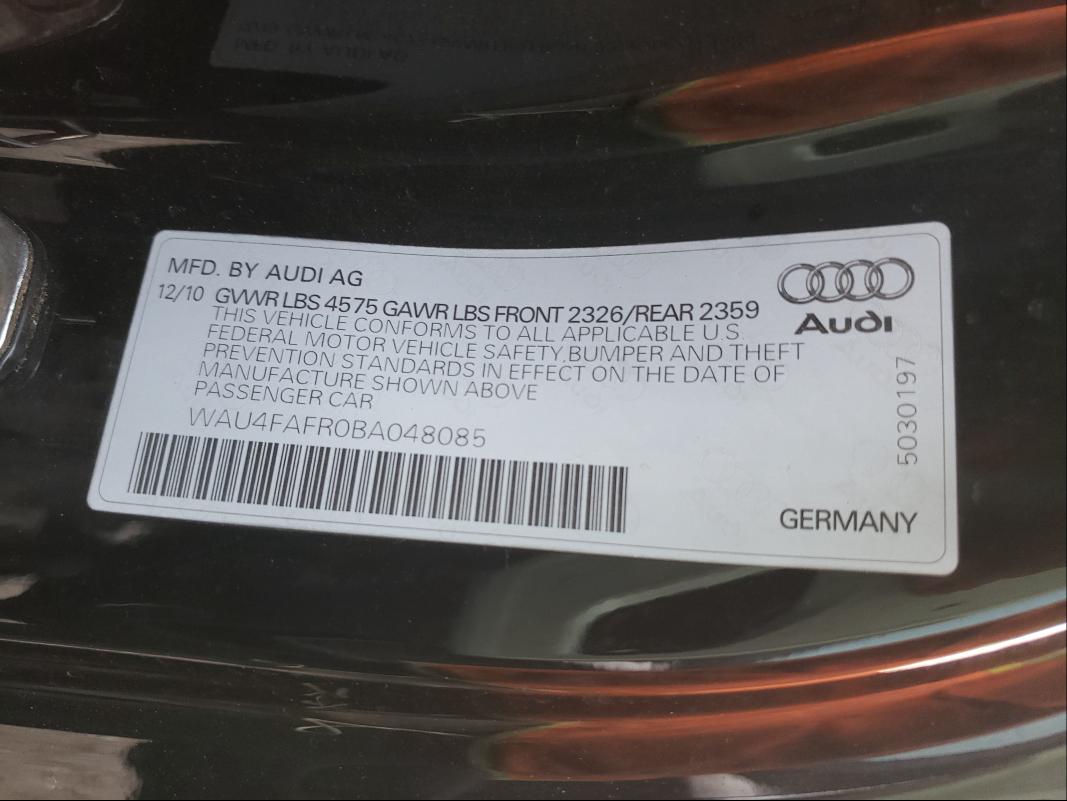 MFD. BY AUDI AG
12/10 GVWR LBS 4575 GAWR LBS FRONT 2326/REAR 2359
THIS VEHICLE CONFORMS TO ALL APPLICABLE U.S.
FEDERAL MOTOR VEHICLE SAFETY,BUMPER AND THEFT
PREVENTION STANDARDS IN EFFECT ON THE DATE OF
MANUFACTURE SHOWN ABOVE
PASSENGER CAR
WAU4FAFR0BA048085
Audi
5030197
GERMANY